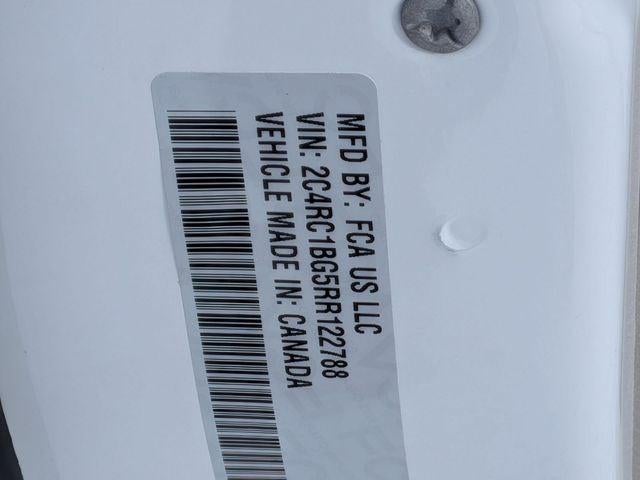 MFD BY: FCA US LLC
VIN: 2C4RC1BG5RR122788
VEHICLE MADE IN: CANADA